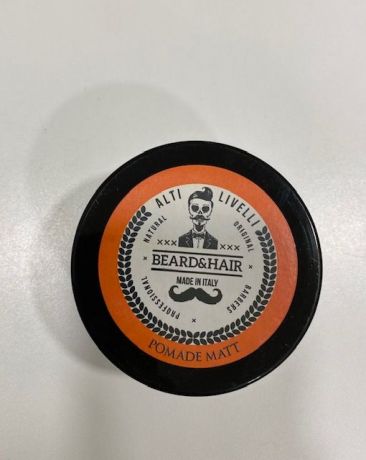 ALTI LIVELLI
NATURAL
ORIGINAL
xxx xxx
BEARD&HAIR
MADE IN ITALY
PROFESSIONAL
BARBERS
POMADE MATT